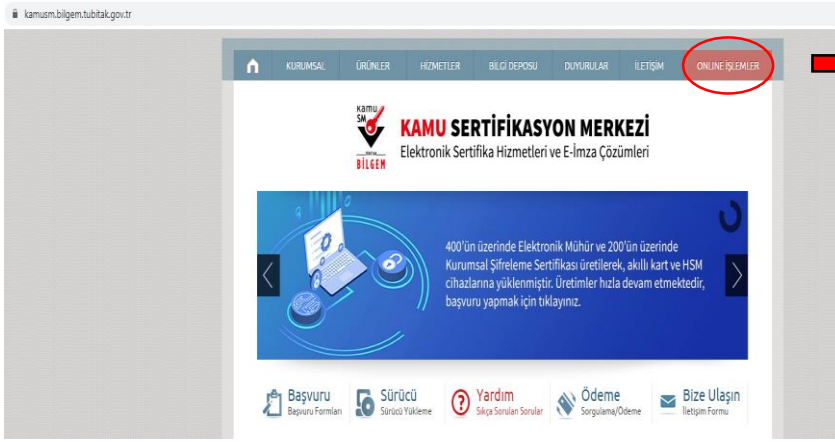 kamusm.bilgem.tubitak.gov.tr
KURUMSAL ÜRÜNLER HİZMETLER BİLGİ DEPOSU DUYURULAR İLETİŞİM ONLINE İŞLEMLER
kamu
SM
BİLGEM
KAMU SERTİFİKASYON MERKEZİ
Elektronik Sertifika Hizmetleri ve E-İmza Çözümleri
400'ün üzerinde Elektronik Mühür ve 200'ün üzerinde
Kurumsal Şifreleme Sertifikası üretilerek, akıllı kart ve HSM
cihazlarına yüklenmiştir. Üretimler hızla devam etmektedir,
başvuru yapmak için tıklayınız.
Başvuru
Başvuru Formları
Sürücü
Sürücü Yükleme
Yardım
Sıkça Sorulan Sorular
Ödeme
Sorgulama/Ödeme
Bize Ulaşın
İletişim Formu